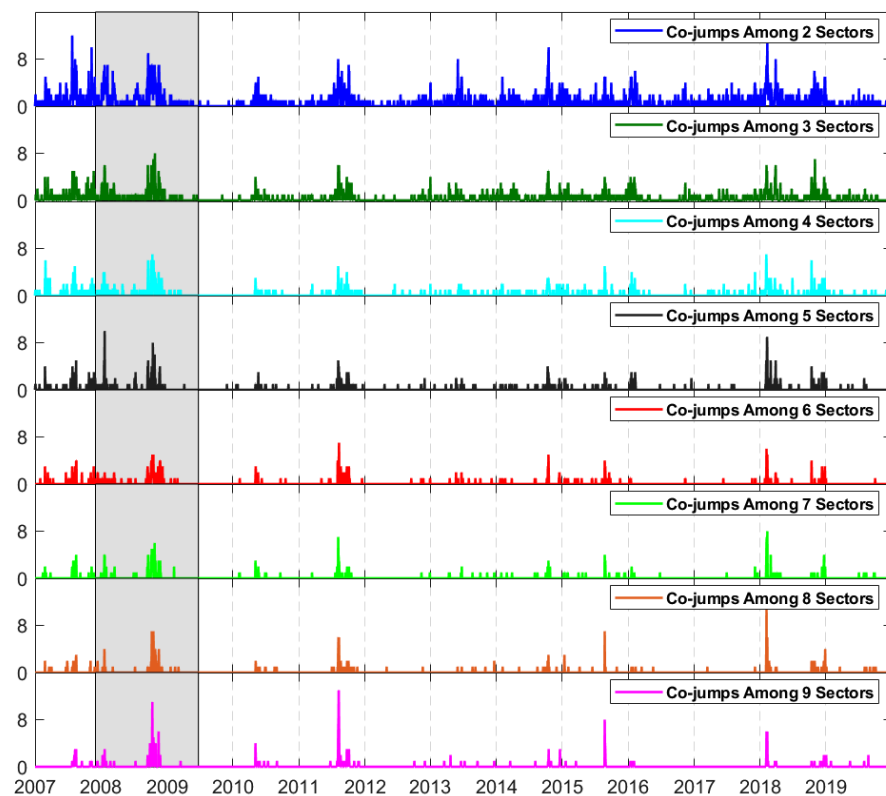 Co-jumps Among 2 Sectors
8
0
Co-jumps Among 3 Sectors
8
0
Co-jumps Among 4 Sectors
8
0
Co-jumps Among 5 Sectors
8
0
Co-jumps Among 6 Sectors
8
0
Co-jumps Among 7 Sectors
8
0
Co-jumps Among 8 Sectors
8
0
Co-jumps Among 9 Sectors
8
0
2007 2008 2009 2010 2011 2012 2013 2014 2015 2016 2017 2018 2019